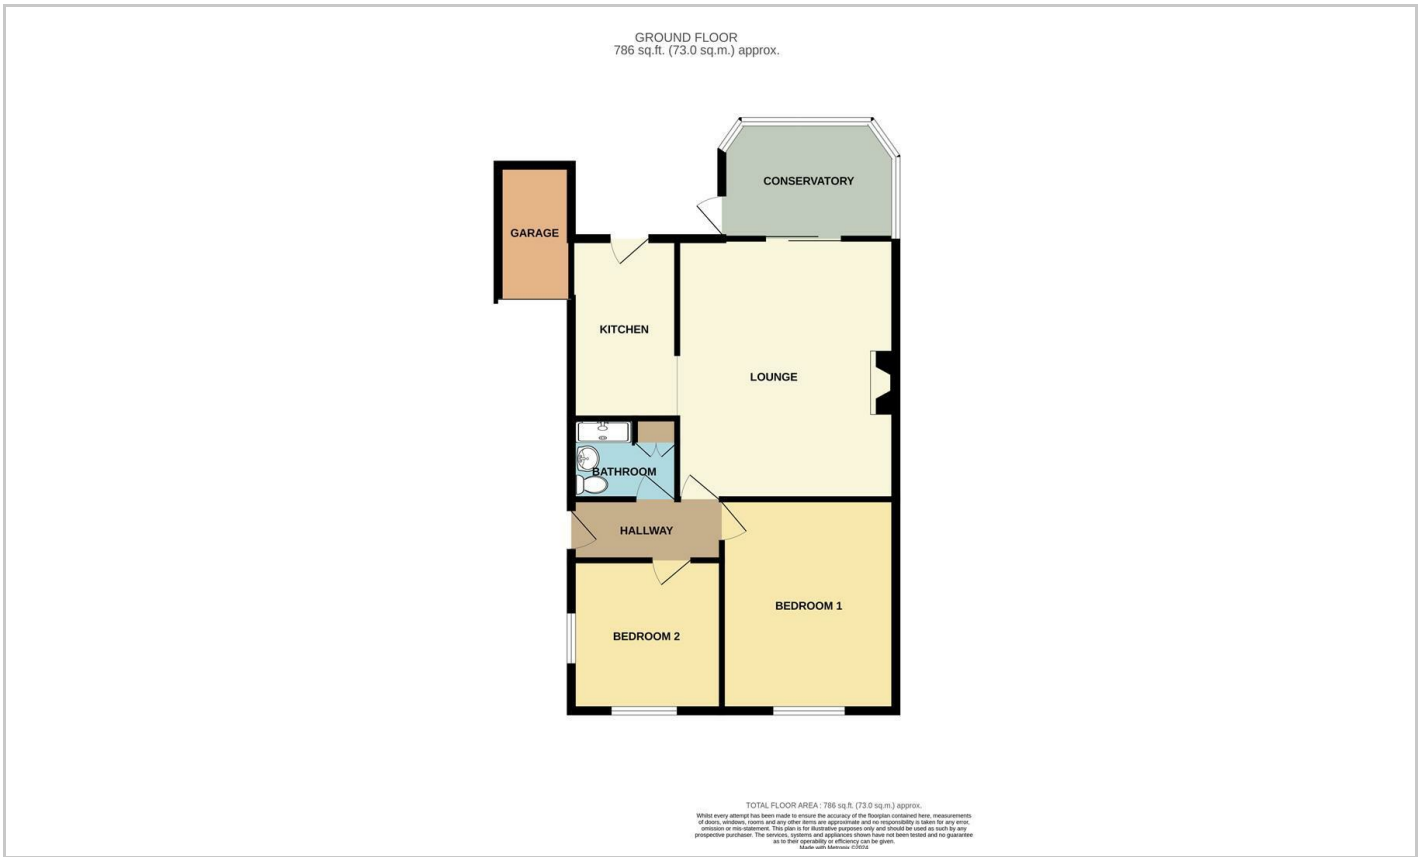 GROUND FLOOR
786 sq.ft. (73.0 sq.m.) approx.
CONSERVATORY
GARAGE
KITCHEN
LOUNGE
BATHROOM
HALLWAY
BEDROOM 1
BEDROOM 2
TOTAL FLOOR AREA : 786 sq.ft. (73.0 sq.m.) approx.
Whilst every attempt has been made to ensure the accuracy of the floorplan contained here, measurements
of doors, windows, rooms and any other items are approximate and no responsibility is taken for any error,
omission or mis-statement. This plan is for illustrative purposes only and should be used as such by any
prospective purchaser. The services, systems and appliances shown have not been tested and no guarantee
as to their operability or efficiency can be given.
Made with Metropix ©2024